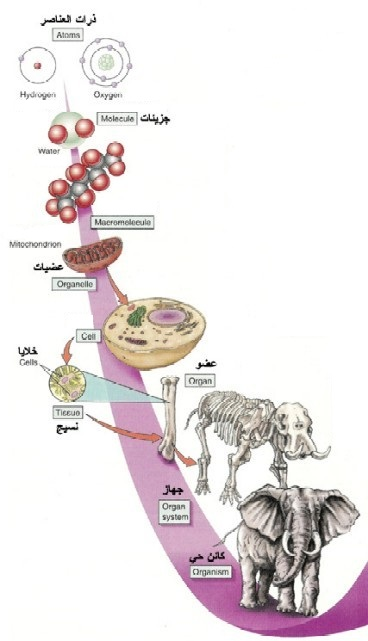 ذرات العناصر
Atoms
Hydrogen
Oxygen
Molecule جزيئات
Water
Macromolecule
Mitochondrion
عضيات
Organelle
Cell
خلايا
Cells
عضو
Organ
Tissue
نسيج
جهاز
Organ
system
كائن حي
Organism